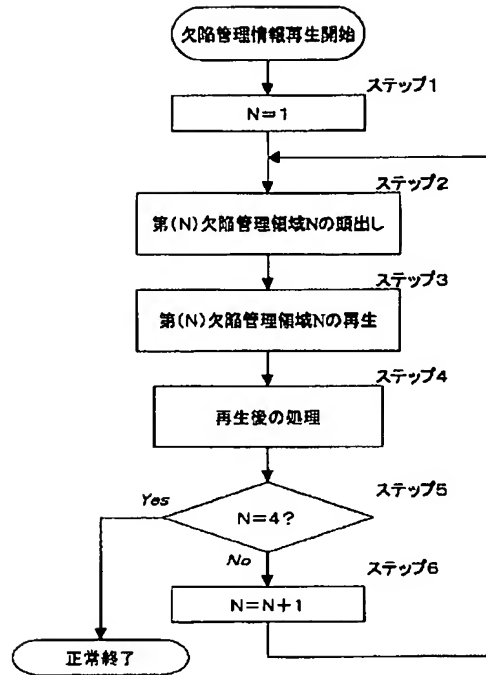 欠陥管理情報再生開始
ステップ1
N=1
ステップ2
第(N)欠陥管理領域Nの頭出し
ステップ3
第(N)欠陥管理領域Nの再生
ステップ4
再生後の処理
ステップ5
Yes
N=4?
No
ステップ6
N=N+1
正常終了